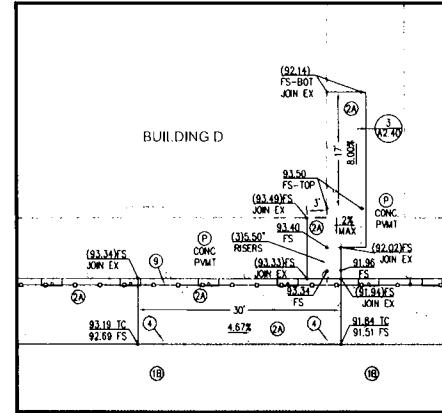 (92.14)
FS-BOT
JOIN EX
2A
3
A2.40
BUILDING D
17'
8.00%
93.50
FS-TOP
P
CONC.
PVMT
(93.49)FS
JOIN EX
3'
2%
MAX
93.40
FS
2A
P
CONC
PVMT
(3)5.50"
RISERS
(92.02)FS
JOIN EX
(93.34)FS
JOIN EX
9
(93.33)FS
JOIN EX
91.96
FS
2A
2A
93.34
FS
(91.94)FS
JOIN EX
30'
4.67%
2A
93.19 TC
92.69 FS
4
4
91.84 TC
91.51 FS
1B
1B